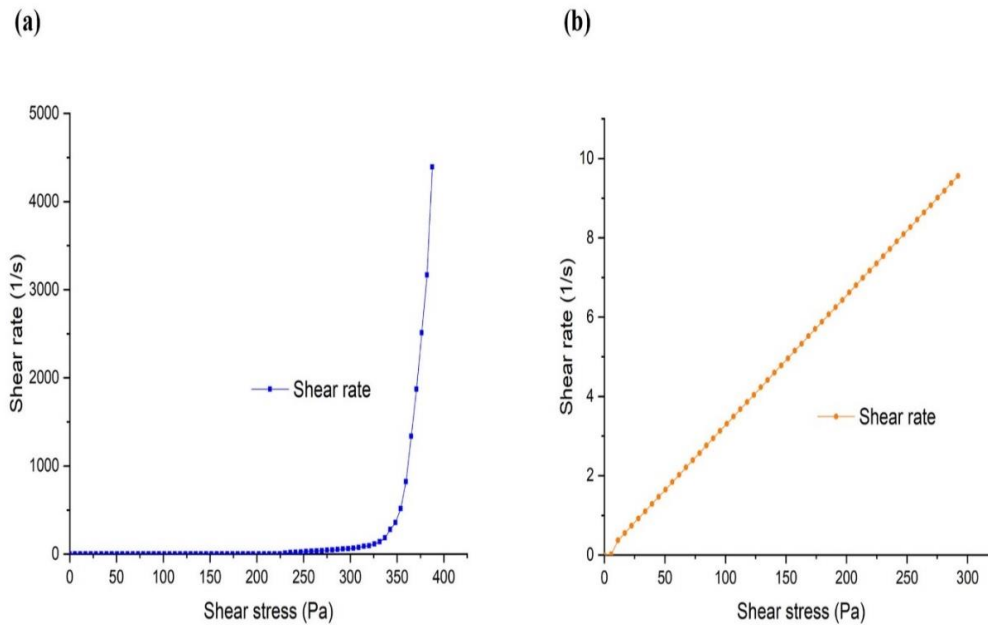 (a)
5000
4000
3000
2000
1000
0
Shear rate (1/s)
Shear rate
0 50 100 150 200 250 300 350 400
Shear stress (Pa)
(b)
10
8
6
4
2
0
Shear rate (1/s)
Shear rate
0 50 100 150 200 250 300
Shear stress (Pa)